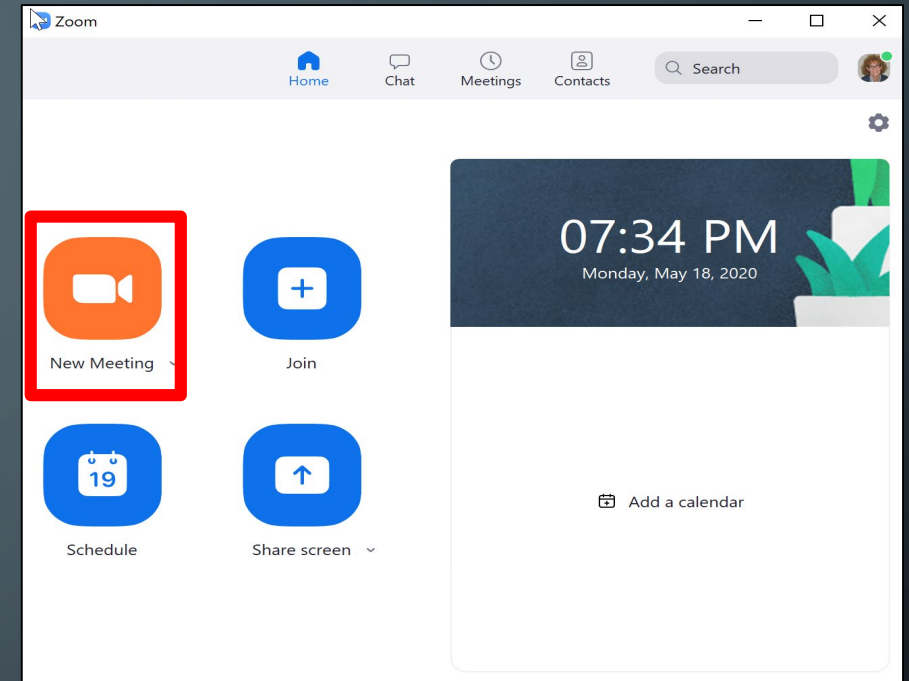 Zoom
Home
Chat
Meetings
Contacts
Search
07:34 PM
Monday, May 18, 2020
New Meeting
Join
19
Schedule
Share screen
Add a calendar